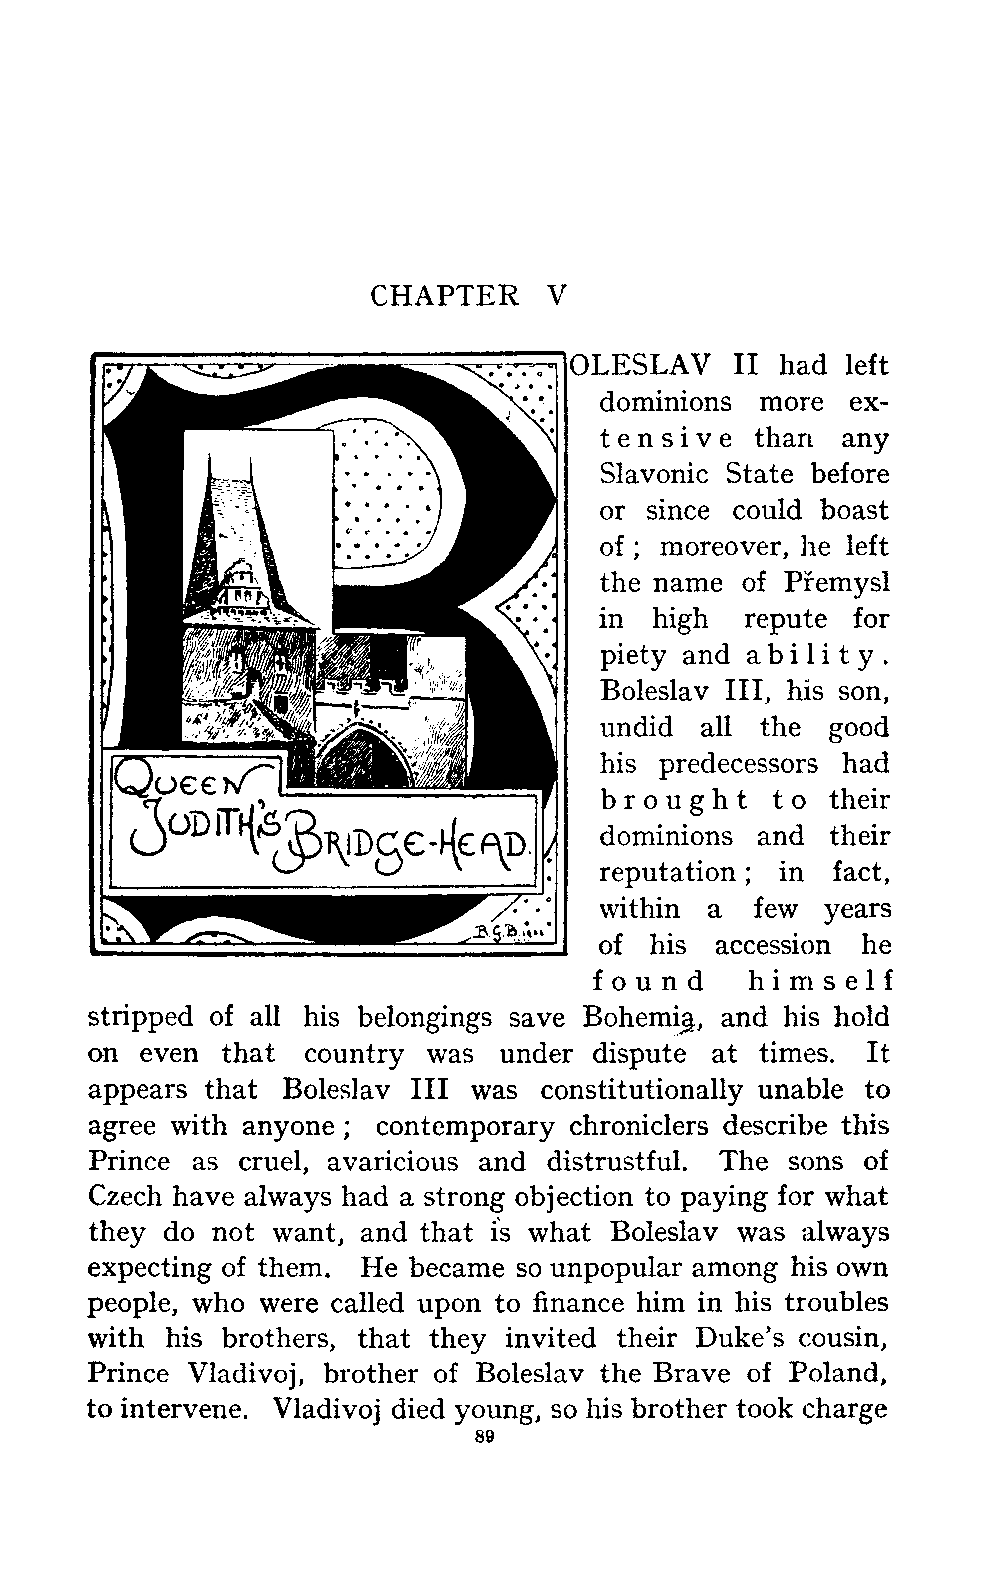 CHAPTER V
BOLESLAV II had left
dominions more ex-
tensive than any
Slavonic State before
or since could boast
of ; moreover, he left
the name of Přemysl
in high repute for
piety and ability.
Boleslav III, his son,
undid all the good
his predecessors had
brought to their
dominions and their
reputation ; in fact,
within a few years
of his accession he
found himself
QUEEN
JUDITH'S BRIDGE-HEAD.
B.G.B. 1911
stripped of all his belongings save Bohemia, and his hold
on even that country was under dispute at times. It
appears that Boleslav III was constitutionally unable to
agree with anyone ; contemporary chroniclers describe this
Prince as cruel, avaricious and distrustful. The sons of
Czech have always had a strong objection to paying for what
they do not want, and that is what Boleslav was always
expecting of them. He became so unpopular among his own
people, who were called upon to finance him in his troubles
with his brothers, that they invited their Duke's cousin,
Prince Vladivoj, brother of Boleslav the Brave of Poland,
to intervene. Vladivoj died young, so his brother took charge
89